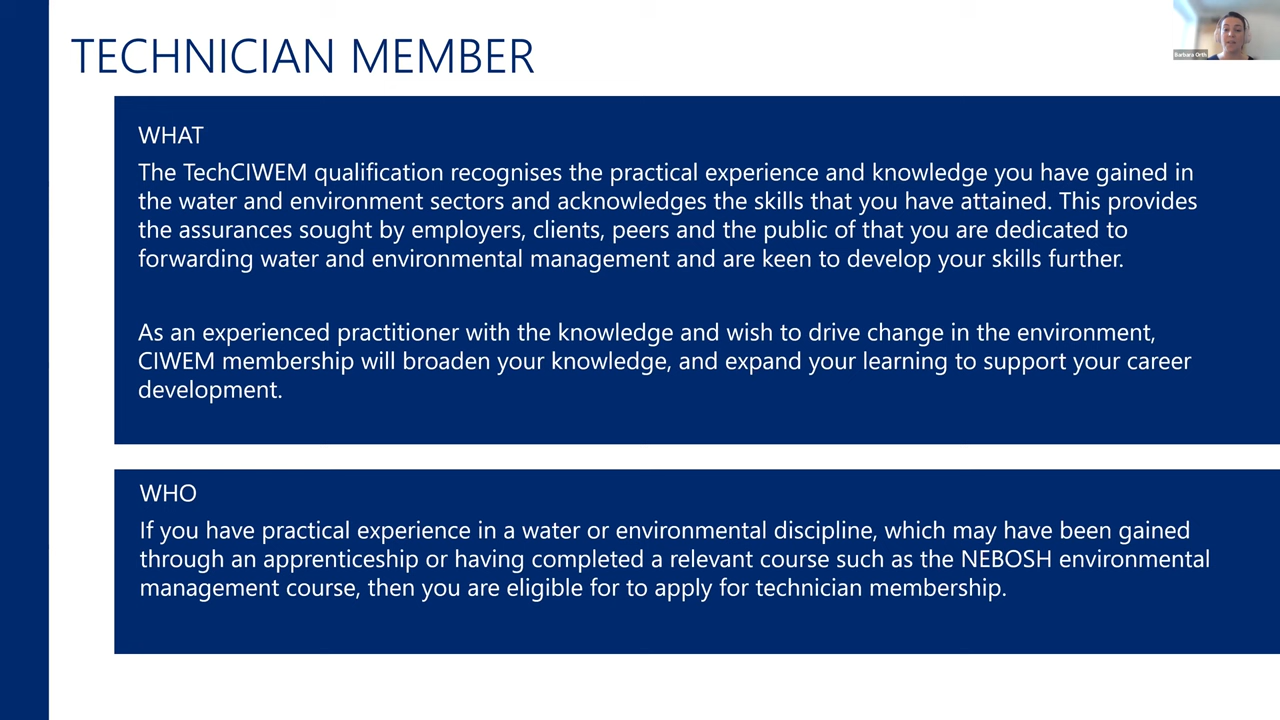 TECHNICIAN MEMBER
Barbara Orth
WHAT
The TechCIWEM qualification recognises the practical experience and knowledge you have gained in
the water and environment sectors and acknowledges the skills that you have attained. This provides
the assurances sought by employers, clients, peers and the public of that you are dedicated to
forwarding water and environmental management and are keen to develop your skills further.
As an experienced practitioner with the knowledge and wish to drive change in the environment,
CIWEM membership will broaden your knowledge, and expand your learning to support your career
development.
WHO
If you have practical experience in a water or environmental discipline, which may have been gained
through an apprenticeship or having completed a relevant course such as the NEBOSH environmental
management course, then you are eligible for to apply for technician membership.